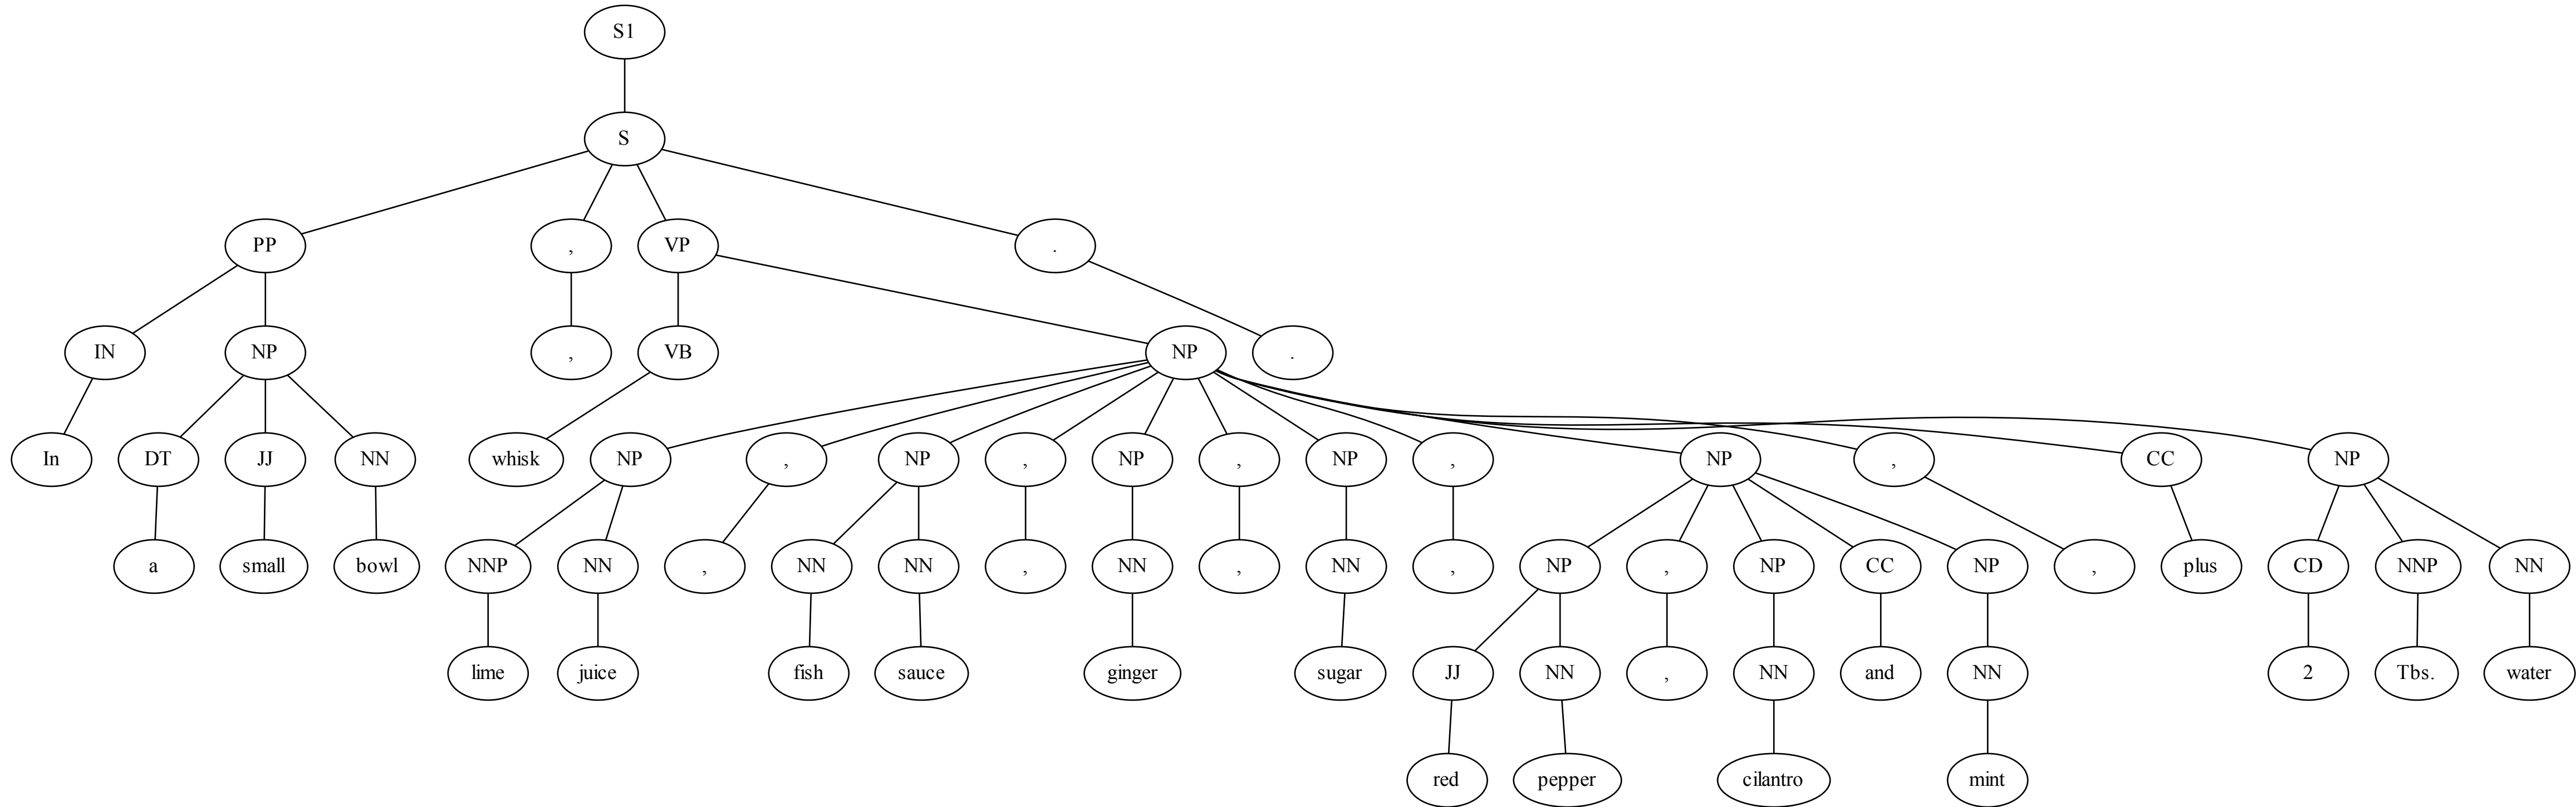 S1
S
PP , VP .
IN NP , VB NP .
In DT JJ NN whisk NP , NP , NP , NP , NP , CC NP
a small bowl NNP NN , NN NN , NN , NN , NP , NP CC NP , plus CD NNP NN
lime juice fish sauce ginger sugar JJ NN , NN and NN 2 Tbs. water
red pepper cilantro mint